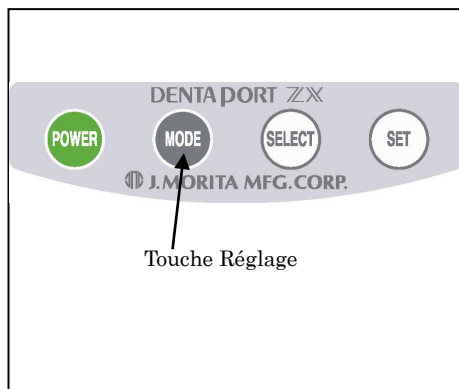 DENTAPORT ZX
POWER MODE SELECT SET
J.MORITA MFG.CORP.
Touche Réglage